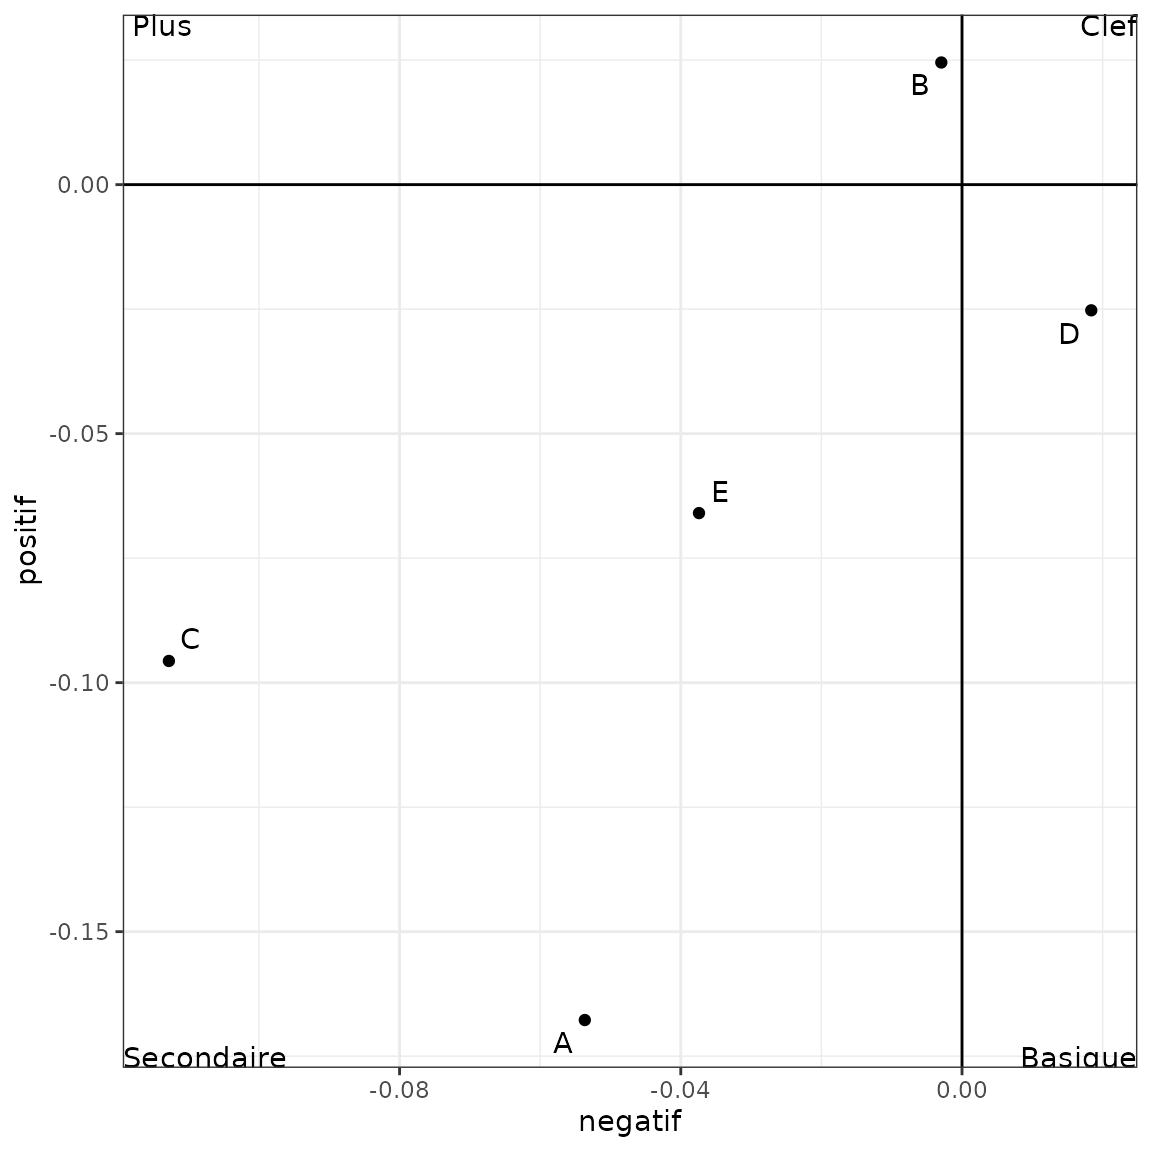 Plus
Clef
B
0.00
D
-0.05
E
positif
C
-0.10
-0.15
A
Secondaire
Basique
-0.08
-0.04
0.00
negatif